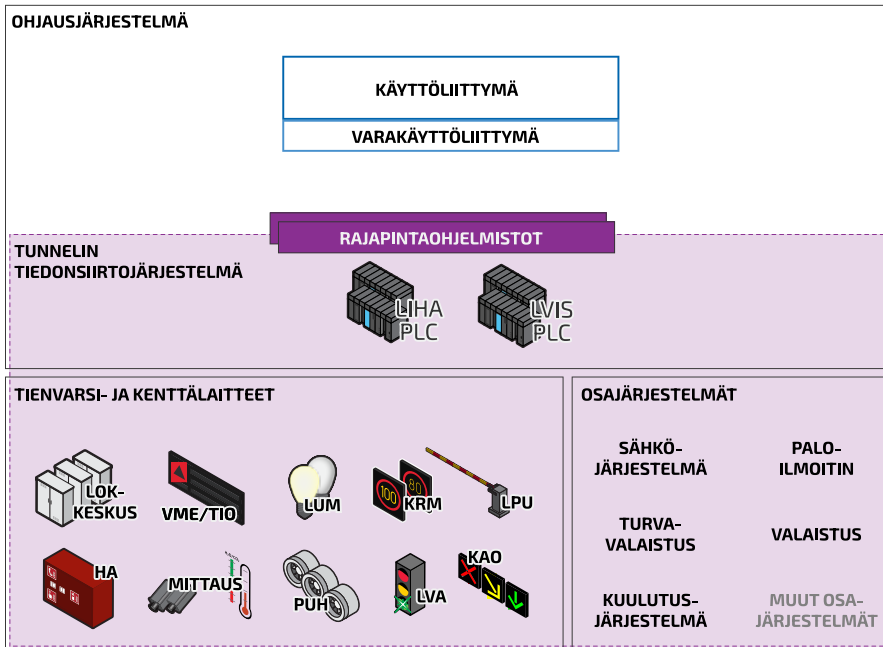 OHJAUSJÄRJESTELMÄ
KÄYTTÖLIITTYMÄ
VARAKÄYTTÖLIITTYMÄ
RAJAPINTAOHJELMISTOT
TUNNELIN
TIEDONSIIRTOJÄRJESTELMÄ
LIHA
PLC
LVIS
PLC
TIENVARSI- JA KENTTÄLAITTEET
LOK-
KESKUS
VME/TIO
LUM
100
80
KRM
LPU
HA
MITTAUS
PUH
LVA
KAO
OSAJÄRJESTELMÄT
SÄHKÖ-
JÄRJESTELMÄ
PALO-
ILMOITIN
TURVA-
VALAISTUS
VALAISTUS
KUULUTUS-
JÄRJESTELMÄ
MUUT OSA-
JÄRJESTELMÄT